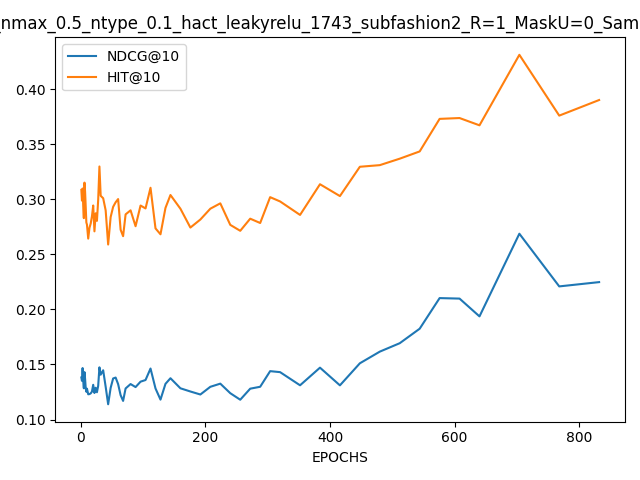 _nmax_0.5_ntype_0.1_hact_leakyrelu_1743_subfashion2_R=1_MaskU=0_Sam
NDCG@10
HIT@10
0.40
0.35
0.30
0.25
0.20
0.15
0.10
0 200 400 600 800
EPOCHS